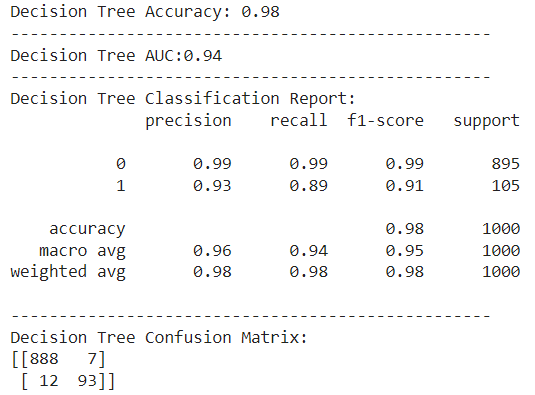 Decision Tree Accuracy: 0.98
--------------------------------------------------
Decision Tree AUC:0.94
--------------------------------------------------
Decision Tree Classification Report:
              precision    recall  f1-score   support

           0       0.99      0.99      0.99       895
           1       0.93      0.89      0.91       105

    accuracy                           0.98      1000
   macro avg       0.96      0.94      0.95      1000
weighted avg       0.98      0.98      0.98      1000

--------------------------------------------------
Decision Tree Confusion Matrix:
[[888   7]
 [ 12  93]]